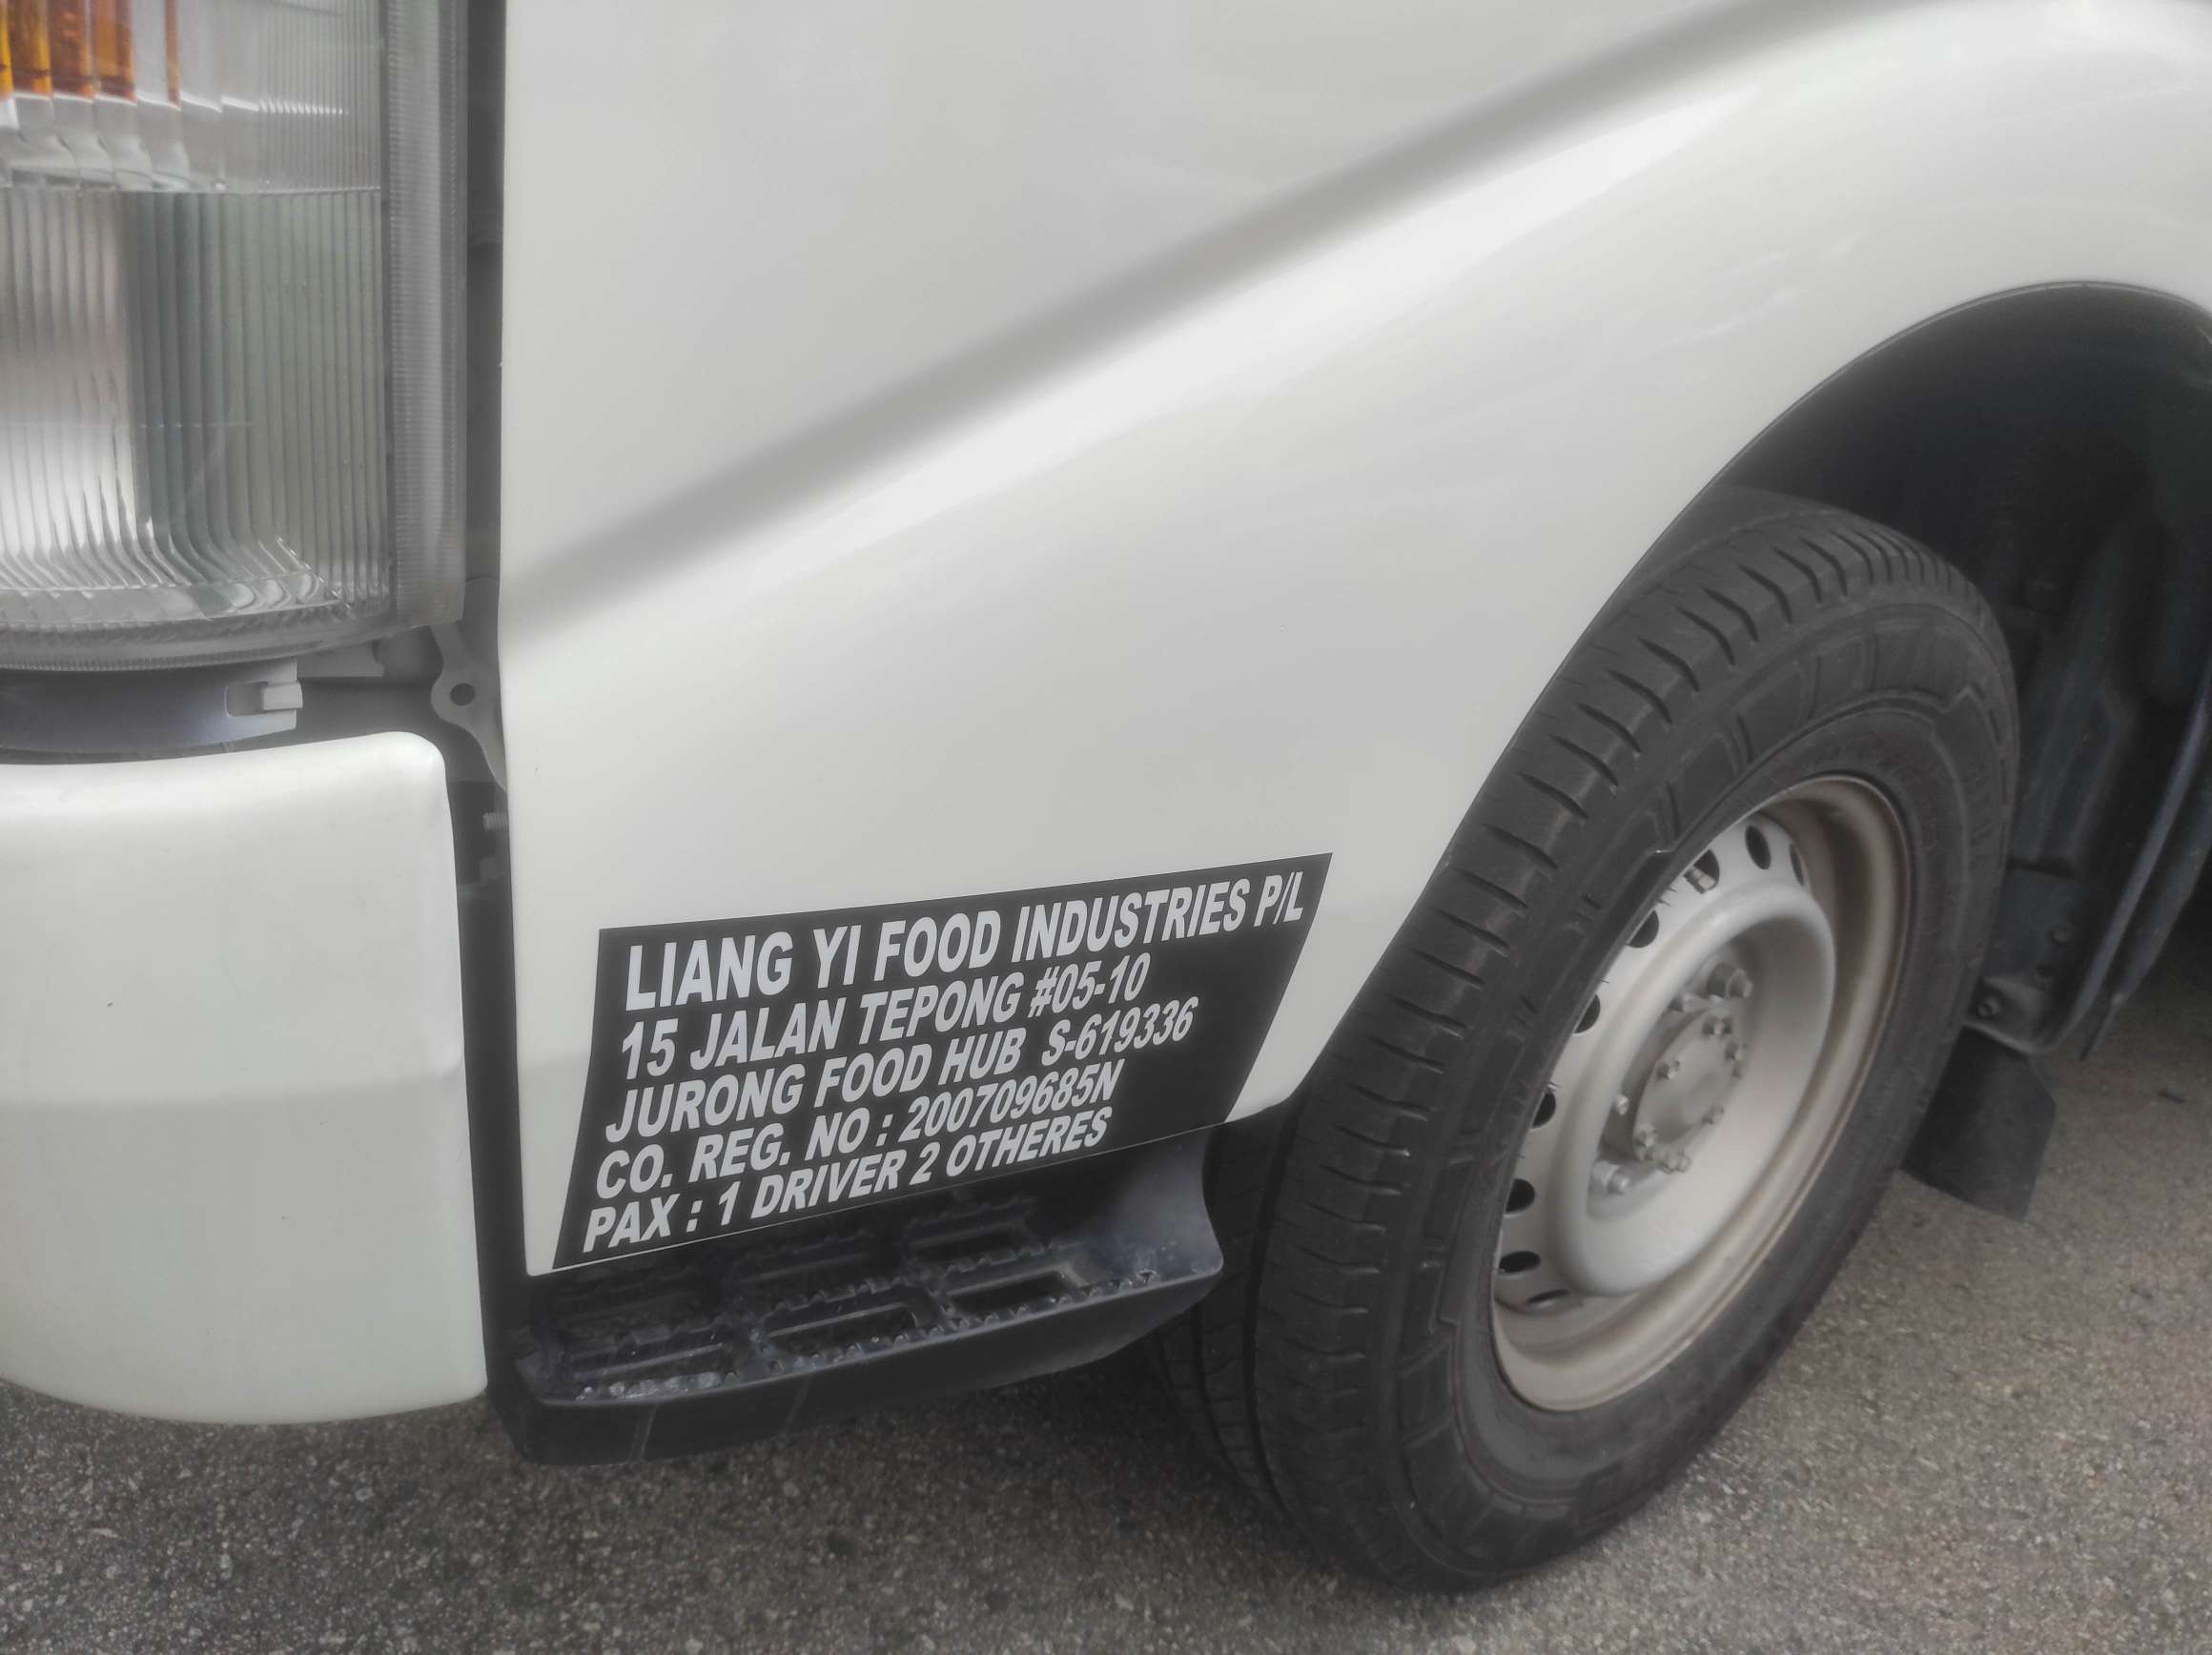 LIANG YI FOOD INDUSTRIES P/L
15 JALAN TEPONG #05-10
JURONG FOOD HUB S-619336
CO. REG. NO : 200709685N
PAX : 1 DRIVER 2 OTHERES